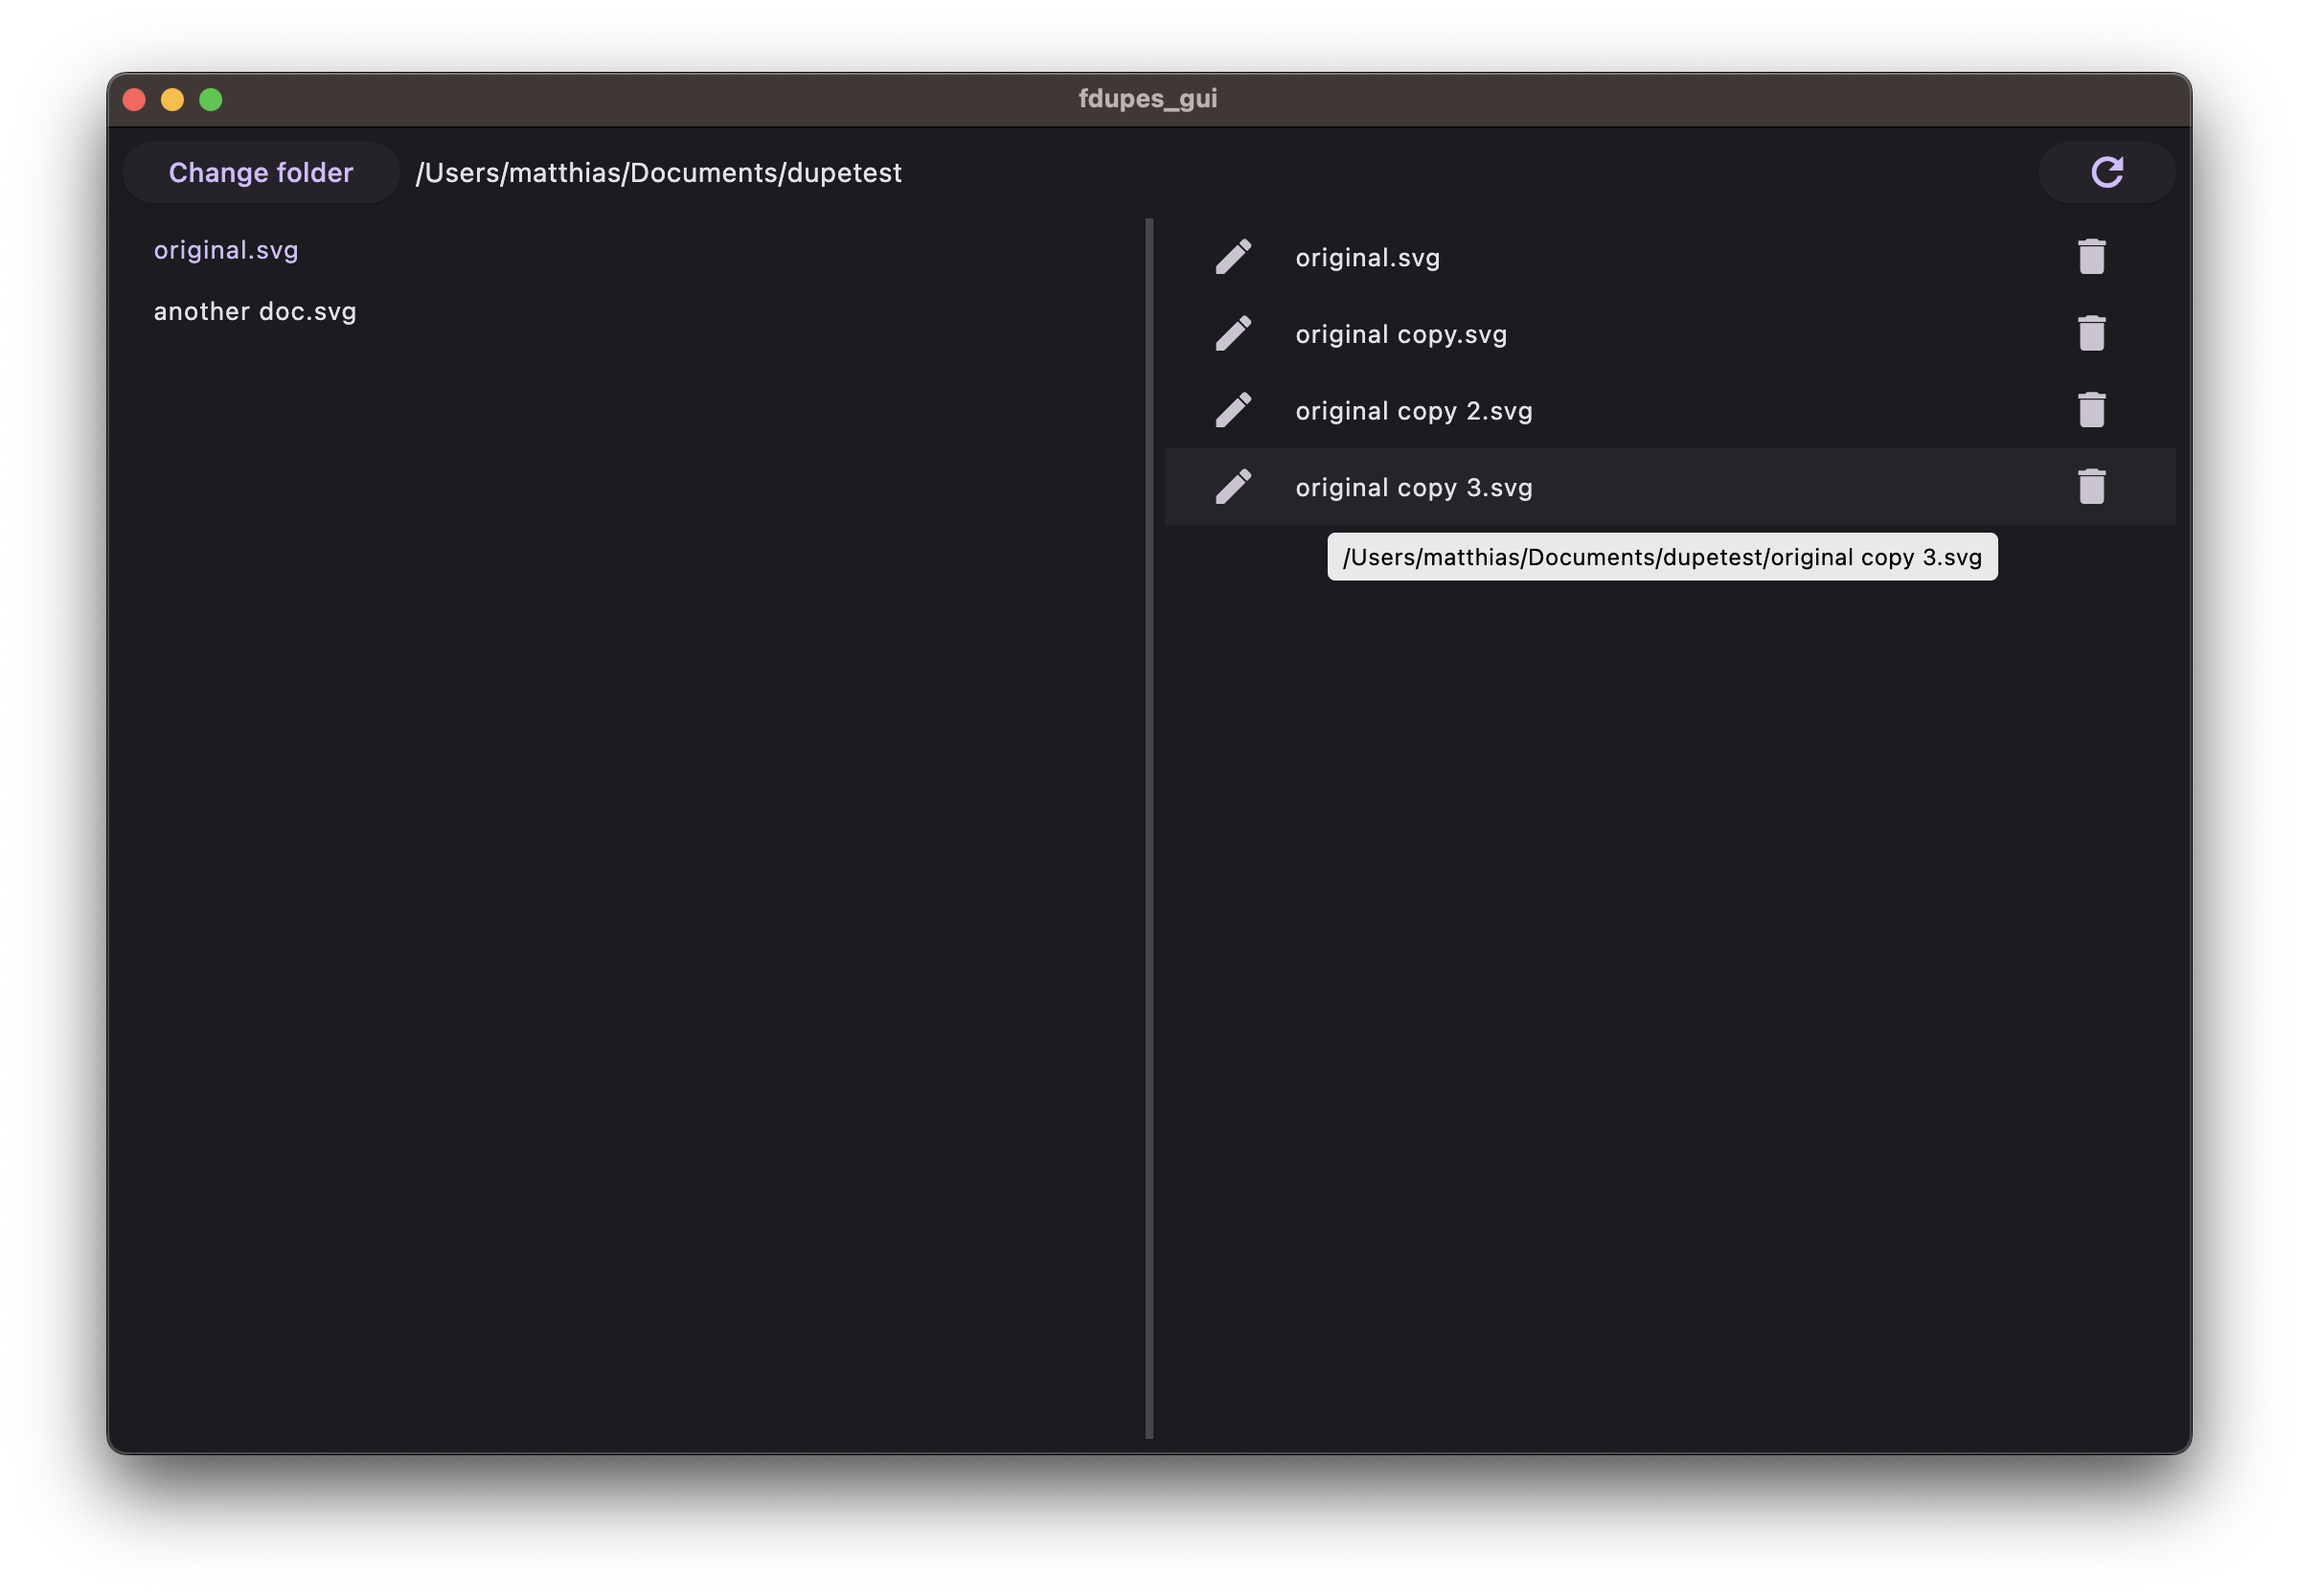 fdupes_gui
Change folder /Users/matthias/Documents/dupetest
original.svg
another doc.svg
original.svg
original copy.svg
original copy 2.svg
original copy 3.svg
/Users/matthias/Documents/dupetest/original copy 3.svg